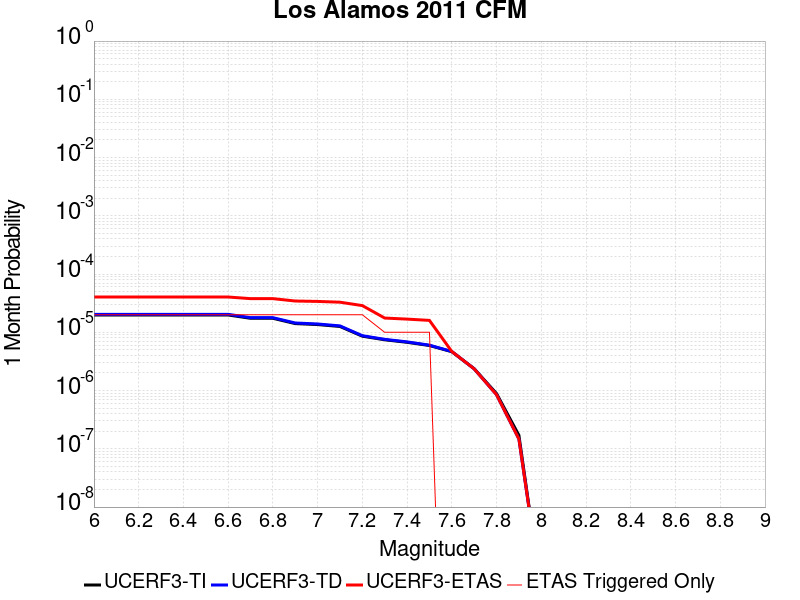 Los Alamos 2011 CFM
10^0
10^-1
10^-2
10^-3
10^-4
10^-5
10^-6
10^-7
10^-8
1 Month Probability
6 6.2 6.4 6.6 6.8 7 7.2 7.4 7.6 7.8 8 8.2 8.4 8.6 8.8 9
Magnitude
UCERF3-TI UCERF3-TD UCERF3-ETAS ETAS Triggered Only